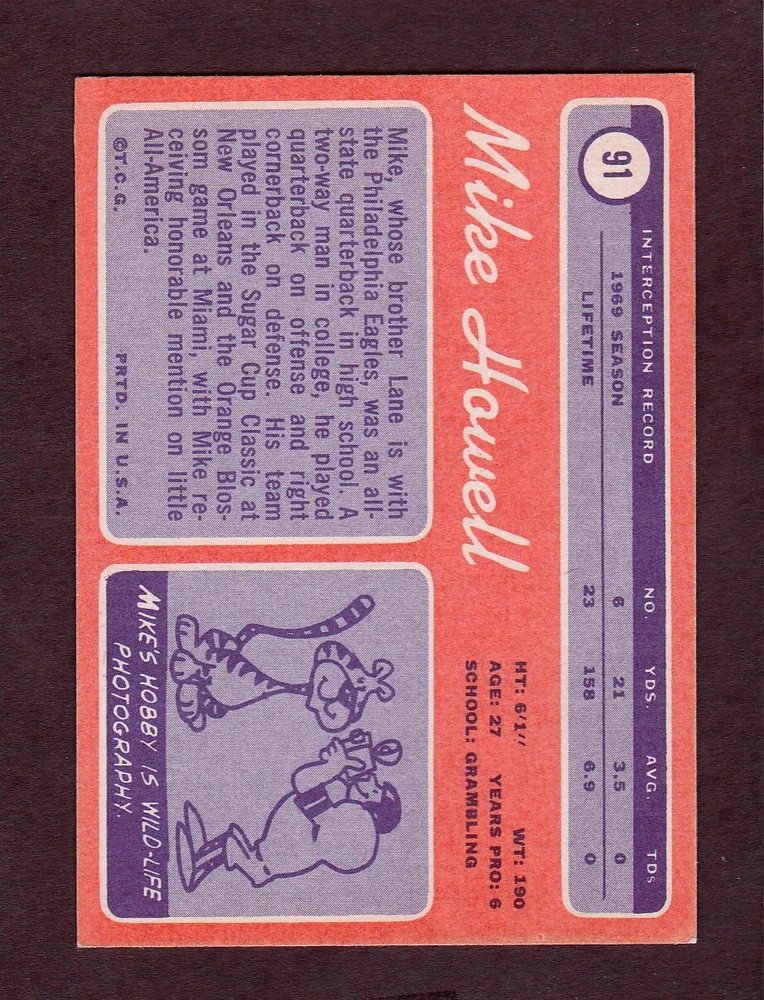 91
INTERCEPTION RECORD NO. YDS. AVG. TDs
1969 SEASON 6 21 3.5 0
LIFETIME 23 158 6.9 0
Mike Howell
HT: 6'1" WT: 190
AGE: 27 YEARS PRO: 6
SCHOOL: GRAMBLING
Mike, whose brother Lane is with
the Philadelphia Eagles, was an all-
state quarterback in high school. A
two-way man in college, he played
quarterback on offense and right
cornerback on defense. His team
played in the Sugar Cup Classic at
New Orleans and the Orange Blos-
som game at Miami, with Mike re-
ceiving honorable mention on little
All-America.
©T.C.G. PRTD. IN U.S.A.
MIKE'S HOBBY IS WILD-LIFE
PHOTOGRAPHY.